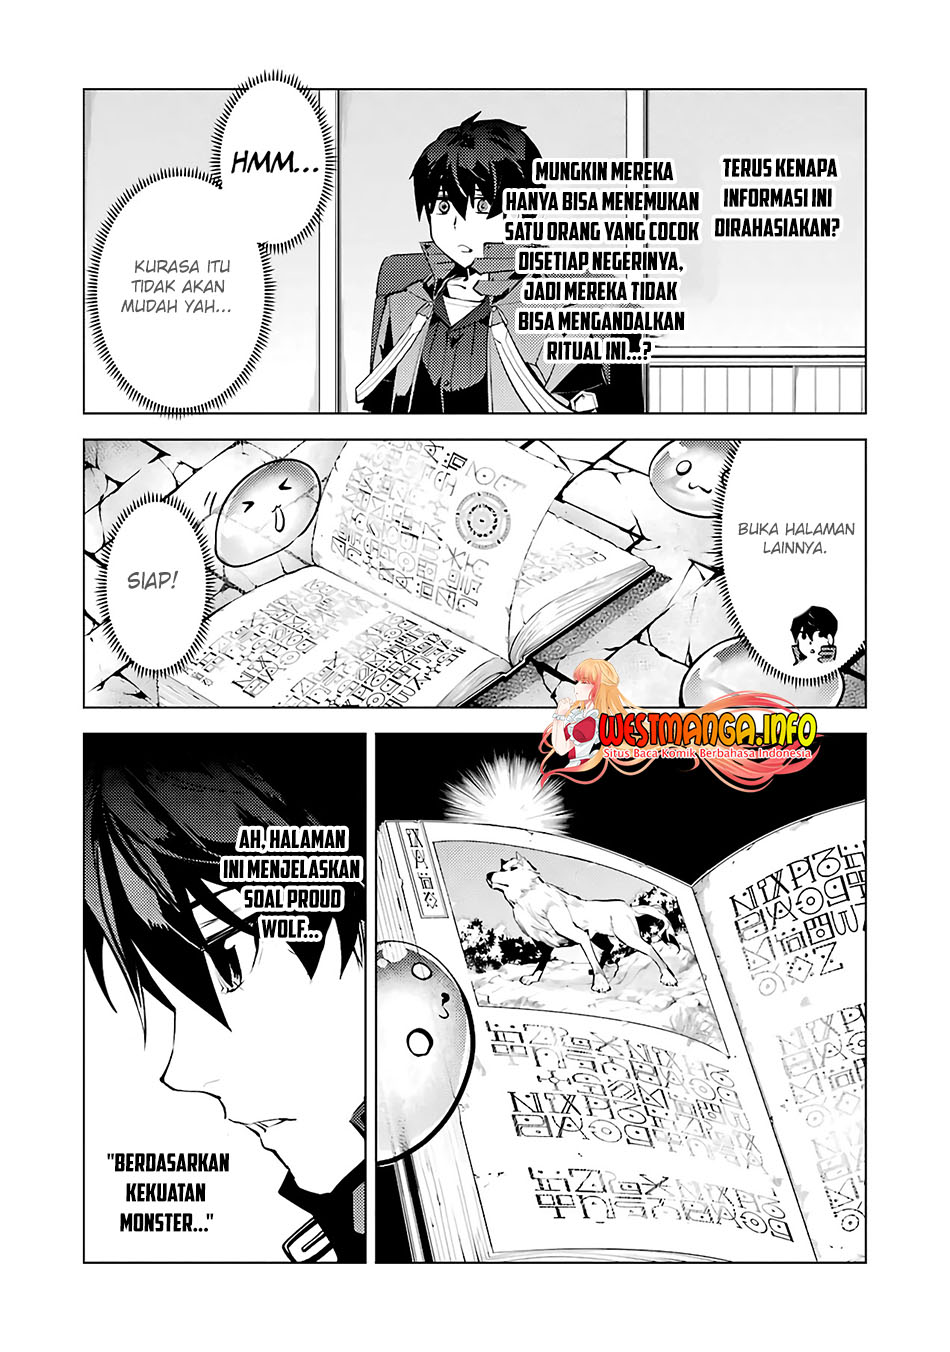 TERUS KENAPA
INFORMASI INI
DIRAHASIAKAN?
MUNGKIN MEREKA
HANYA BISA MENEMUKAN
SATU ORANG YANG COCOK
DISETIAP NEGERINYA,
JADI MEREKA TIDAK
BISA MENGANDALKAN
RITUAL INI...?
HMM...
KURASA ITU
TIDAK AKAN
MUDAH YAH...
BUKA HALAMAN
LAINNYA.
SIAP!
WESTMANGA.INFO
Situs Baca Komik Berbahasa Indonesia
AH, HALAMAN
INI MENJELASKAN
SOAL PROUD
WOLF...
"BERDASARKAN
KEKUATAN
MONSTER..."